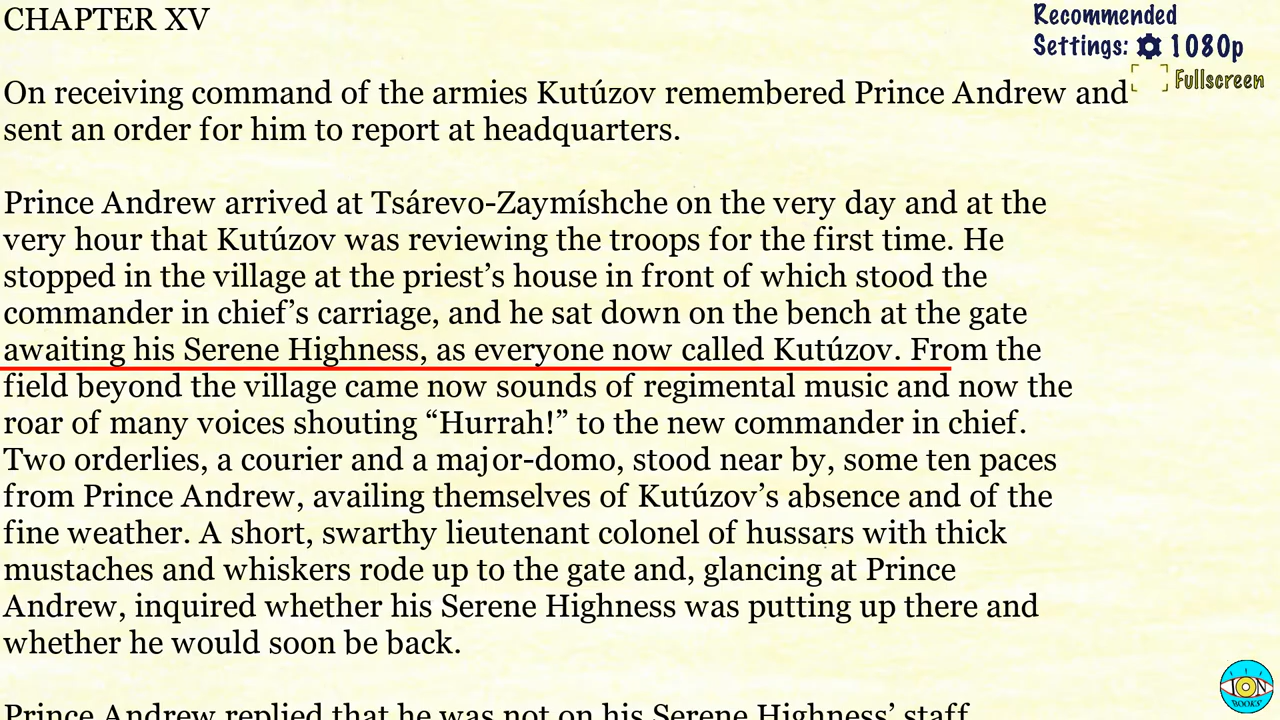 CHAPTER XV
Recommended
Settings: 1080p
Fullscreen
On receiving command of the armies Kutúzov remembered Prince Andrew and
sent an order for him to report at headquarters.
Prince Andrew arrived at Tsárevo-Zaymíshche on the very day and at the
very hour that Kutúzov was reviewing the troops for the first time. He
stopped in the village at the priest’s house in front of which stood the
commander in chief’s carriage, and he sat down on the bench at the gate
awaiting his Serene Highness, as everyone now called Kutúzov. From the
field beyond the village came now sounds of regimental music and now the
roar of many voices shouting “Hurrah!” to the new commander in chief.
Two orderlies, a courier and a major-domo, stood near by, some ten paces
from Prince Andrew, availing themselves of Kutúzov’s absence and of the
fine weather. A short, swarthy lieutenant colonel of hussars with thick
mustaches and whiskers rode up to the gate and, glancing at Prince
Andrew, inquired whether his Serene Highness was putting up there and
whether he would soon be back.
Prince Andrew replied that he was not on his Serene Highness’ staff
ION
BOOKS